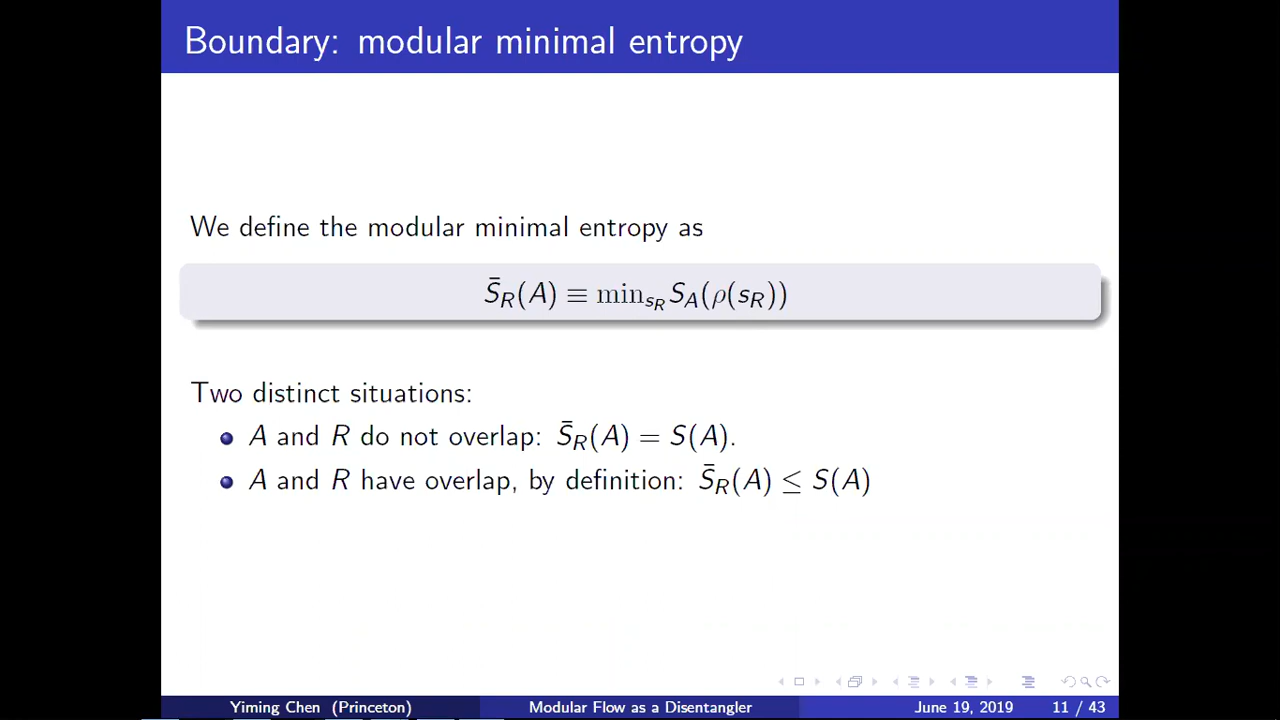 Boundary: modular minimal entropy
We define the modular minimal entropy as
S̄_R(A) ≡ min_{s_R} S_A(ρ(s_R))
Two distinct situations:
A and R do not overlap: S̄_R(A) = S(A).
A and R have overlap, by definition: S̄_R(A) ≤ S(A)
Yiming Chen (Princeton) Modular Flow as a Disentangler June 19, 2019 11 / 43